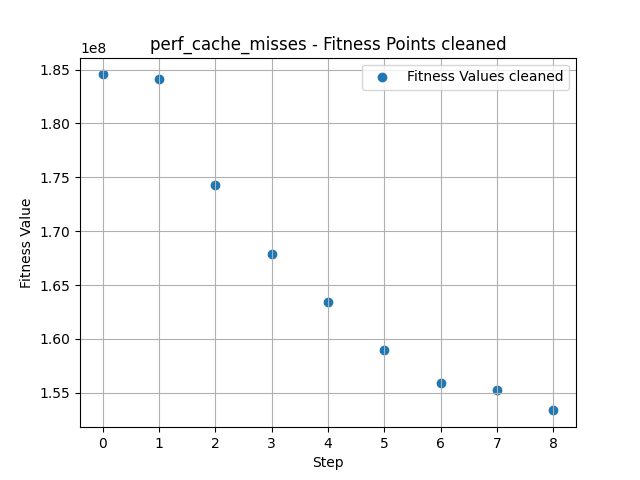 perf_cache_misses - Fitness Points cleaned
1e8
Fitness Values cleaned
1.85
1.80
1.75
1.70
1.65
1.60
1.55
Fitness Value
0 1 2 3 4 5 6 7 8
Step